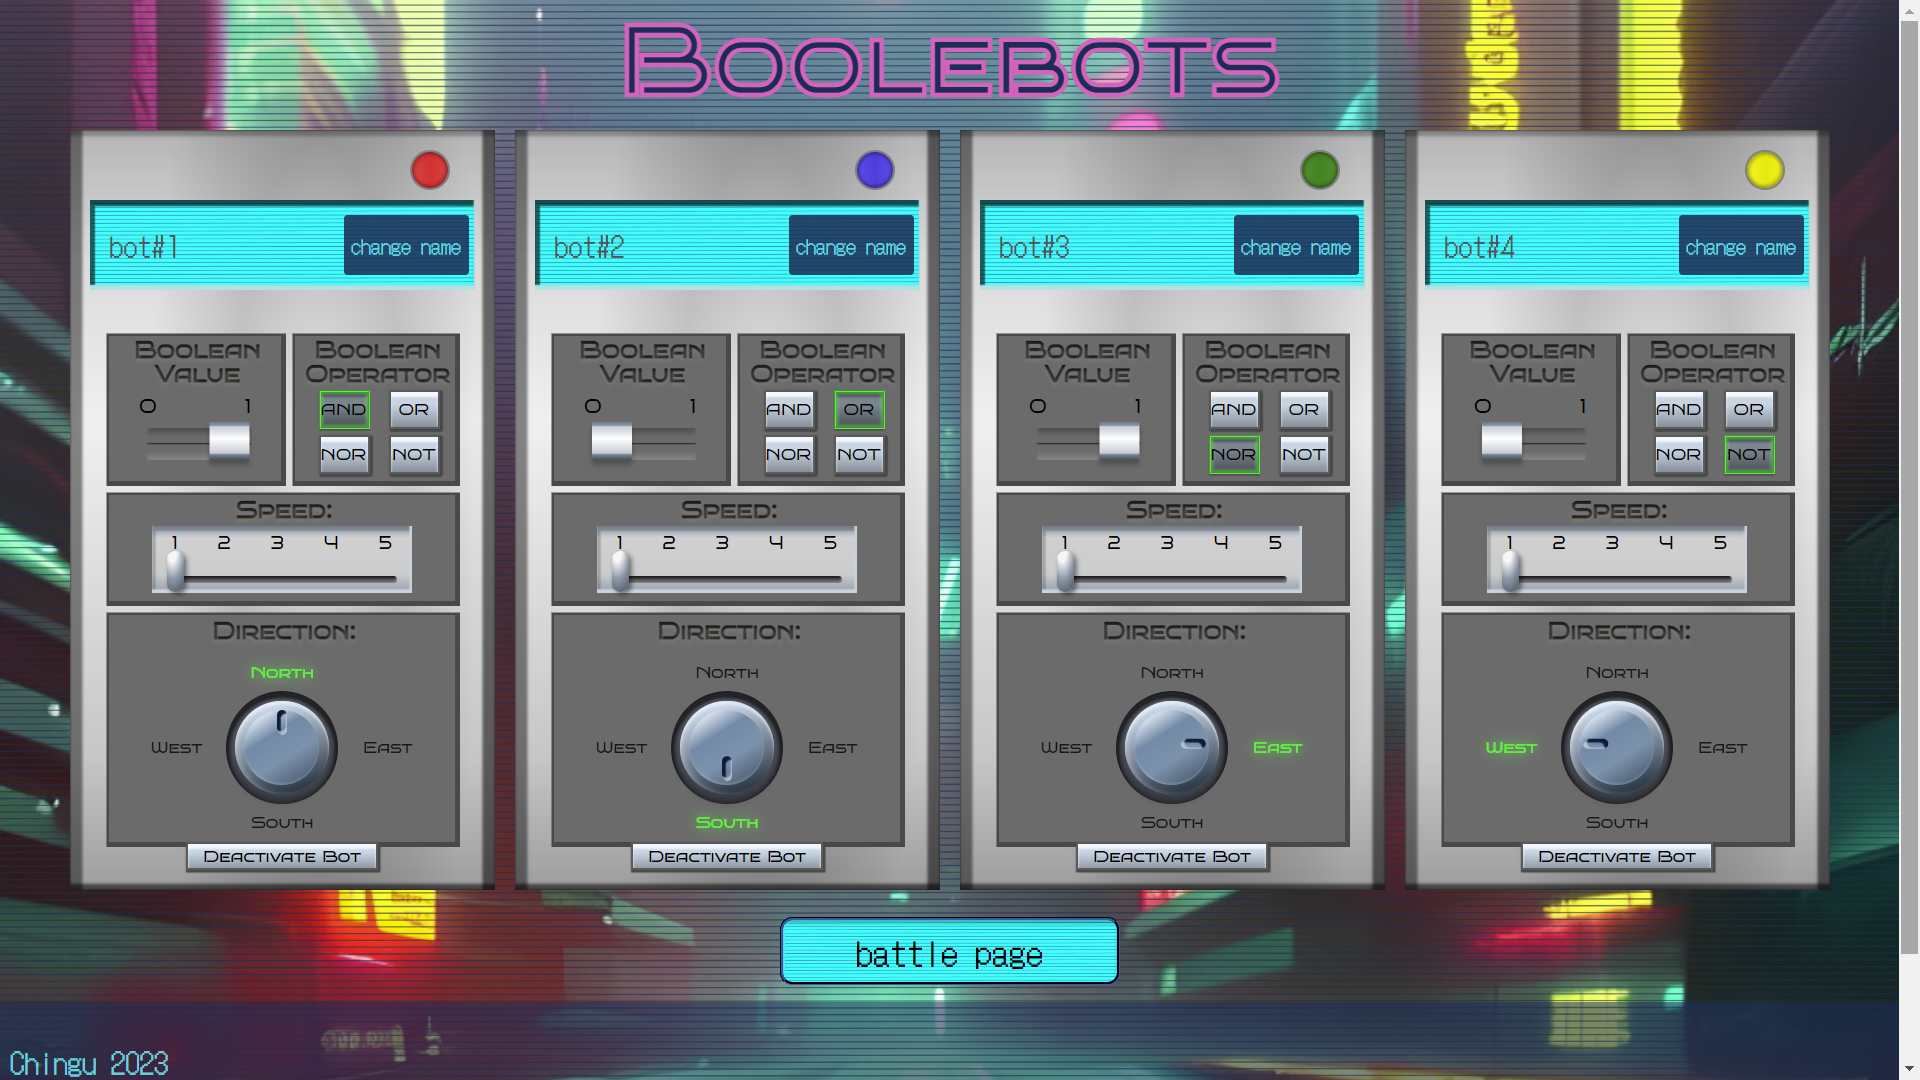 Boolebots
bot#1
change name
Boolean
Value
0 1
Boolean
Operator
AND OR
NOR NOT
Speed:
1 2 3 4 5
Direction:
North
West East
South
Deactivate Bot
bot#2
change name
Boolean
Value
0 1
Boolean
Operator
AND OR
NOR NOT
Speed:
1 2 3 4 5
Direction:
North
West East
South
Deactivate Bot
bot#3
change name
Boolean
Value
0 1
Boolean
Operator
AND OR
NOR NOT
Speed:
1 2 3 4 5
Direction:
North
West East
South
Deactivate Bot
bot#4
change name
Boolean
Value
0 1
Boolean
Operator
AND OR
NOR NOT
Speed:
1 2 3 4 5
Direction:
North
West East
South
Deactivate Bot
battle page
Chingu 2023